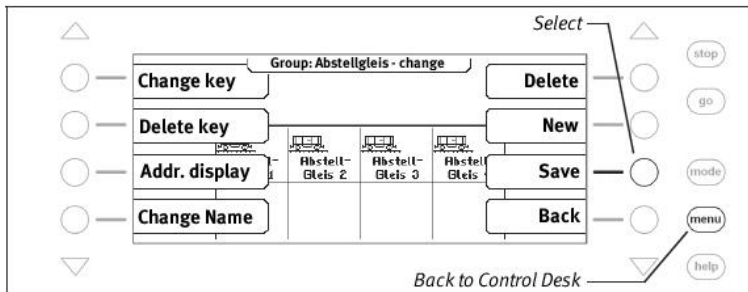 Select
stop
Group: Abstellgleis - change
Change key
Delete
go
Delete key
New
Abstell-
Gleis 2
Abstell-
Gleis 3
Abstell
Gleis
Addr. display
Save
mode
Change Name
Back
menu
help
Back to Control Desk